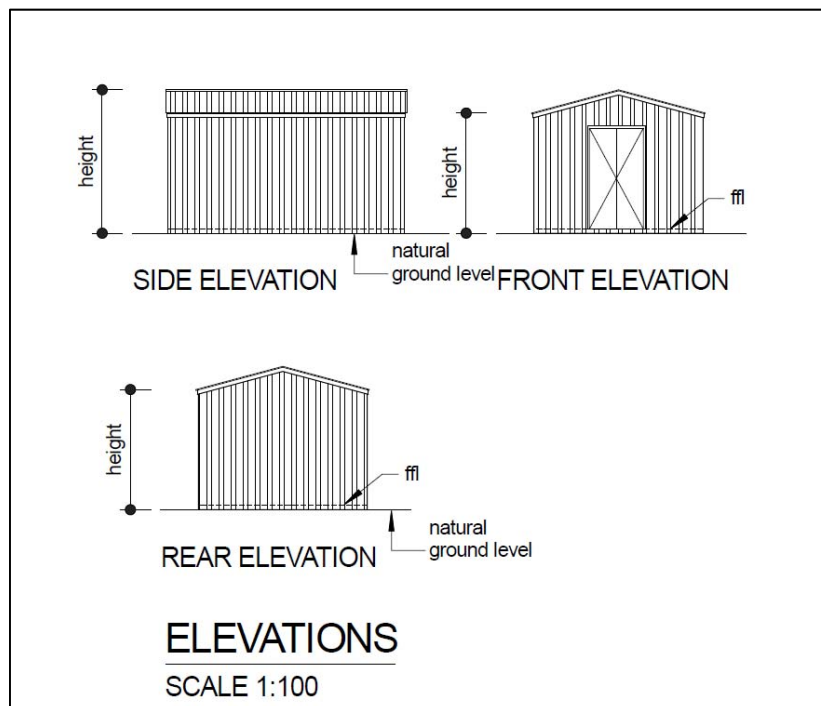 height
height
ffl
natural
ground level
SIDE ELEVATION
FRONT ELEVATION
height
ffl
natural
ground level
REAR ELEVATION
ELEVATIONS
SCALE 1:100